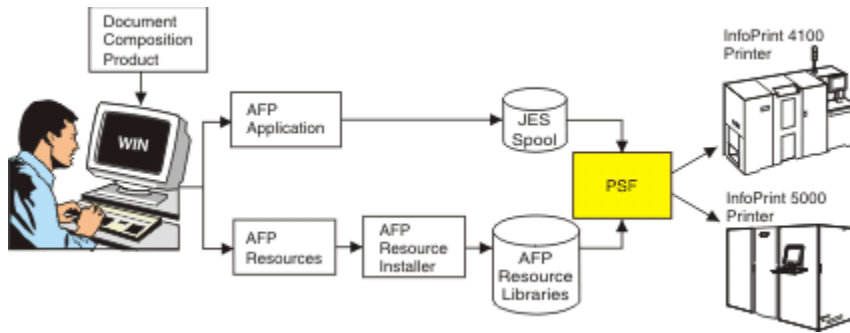 Document
Composition
Product
WIN
AFP
Application
JES
Spool
PSF
InfoPrint 4100
Printer
InfoPrint 5000
Printer
AFP
Resources
AFP
Resource
Installer
AFP
Resource
Libraries